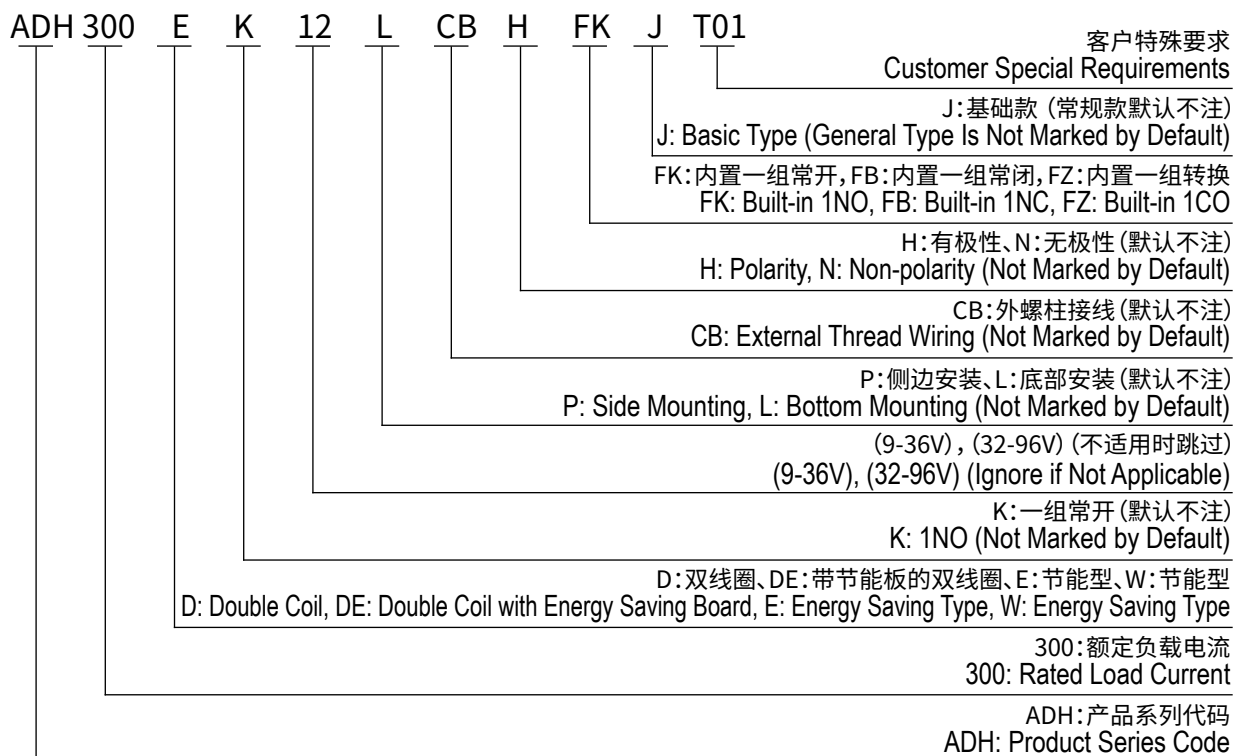 ADH 300 E K 12 L CB H FK J T01
客户特殊要求
Customer Special Requirements
J:基础款 (常规款默认不注)
J: Basic Type (General Type Is Not Marked by Default)
FK:内置一组常开,FB:内置一组常闭,FZ:内置一组转换
FK: Built-in 1NO, FB: Built-in 1NC, FZ: Built-in 1CO
H:有极性、N:无极性(默认不注)
H: Polarity, N: Non-polarity (Not Marked by Default)
CB:外螺柱接线(默认不注)
CB: External Thread Wiring (Not Marked by Default)
P:侧边安装、L:底部安装(默认不注)
P: Side Mounting, L: Bottom Mounting (Not Marked by Default)
(9-36V),(32-96V)(不适用时跳过)
(9-36V), (32-96V) (Ignore if Not Applicable)
K:一组常开(默认不注)
K: 1NO (Not Marked by Default)
D:双线圈、DE:带节能板的双线圈、E:节能型、W:节能型
D: Double Coil, DE: Double Coil with Energy Saving Board, E: Energy Saving Type, W: Energy Saving Type
300:额定负载电流
300: Rated Load Current
ADH:产品系列代码
ADH: Product Series Code